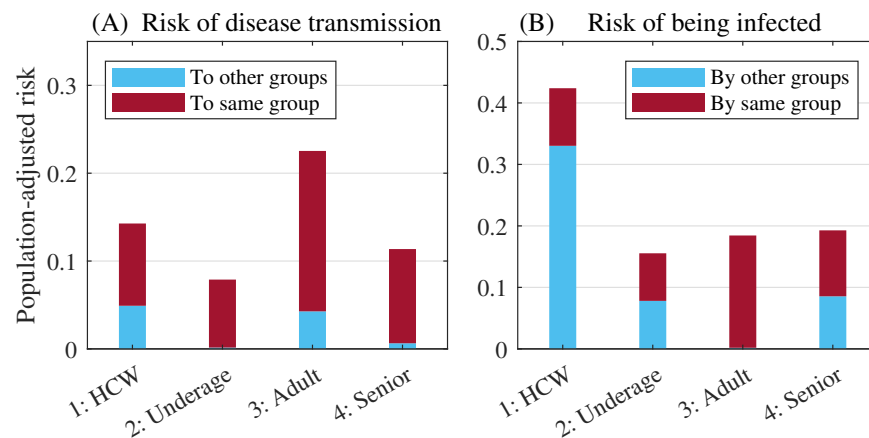 (A) Risk of disease transmission
Population-adjusted risk
0.3
0.2
0.1
0
To other groups
To same group
1: HCW
2: Underage
3: Adult
4: Senior
(B) Risk of being infected
0.5
0.4
0.3
0.2
0.1
0
By other groups
By same group
1: HCW
2: Underage
3: Adult
4: Senior